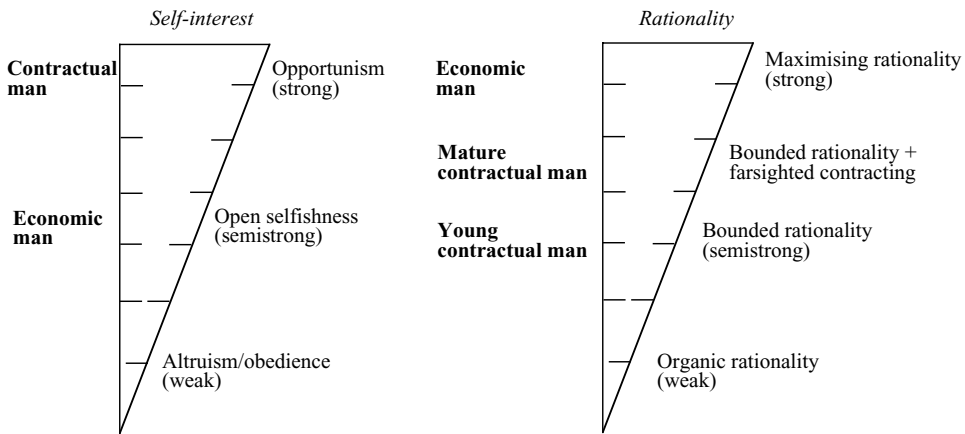 Self-interest
Contractual
man
Opportunism
(strong)
Economic
man
Open selfishness
(semistrong)
Altruism/obedience
(weak)
Rationality
Economic
man
Maximising rationality
(strong)
Mature
contractual man
Bounded rationality +
farsighted contracting
Young
contractual man
Bounded rationality
(semistrong)
Organic rationality
(weak)